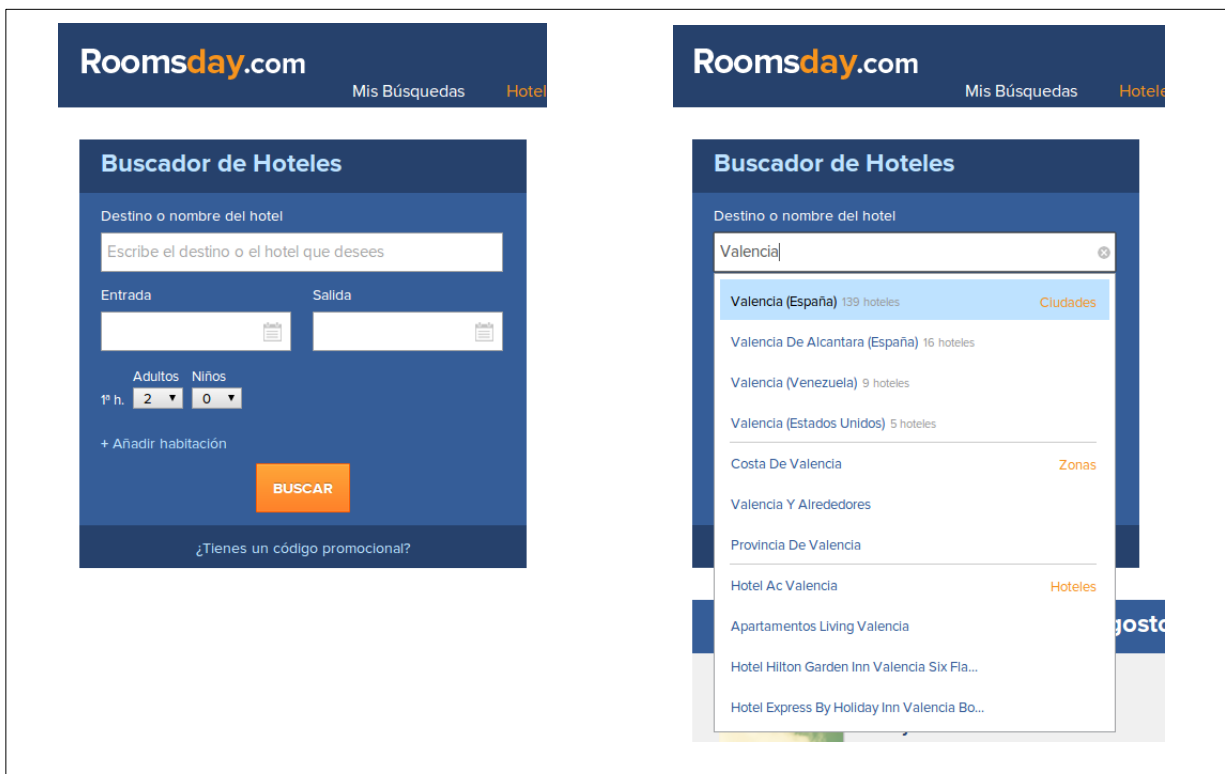 Roomsday.com
Mis Búsquedas Hotel
Buscador de Hoteles
Destino o nombre del hotel
Escribe el destino o el hotel que desees
Entrada Salida
Adultos Niños
1ª h. 2 0
+ Añadir habitación
BUSCAR
¿Tienes un código promocional?
Roomsday.com
Mis Búsquedas Hotele
Buscador de Hoteles
Destino o nombre del hotel
Valencia
Valencia (España) 139 hoteles Ciudades
Valencia De Alcantara (España) 16 hoteles
Valencia (Venezuela) 9 hoteles
Valencia (Estados Unidos) 5 hoteles
Costa De Valencia Zonas
Valencia Y Alrededores
Provincia De Valencia
Hotel Ac Valencia Hoteles
Apartamentos Living Valencia
gosto
Hotel Hilton Garden Inn Valencia Six Fla...
Hotel Express By Holiday Inn Valencia Bo...